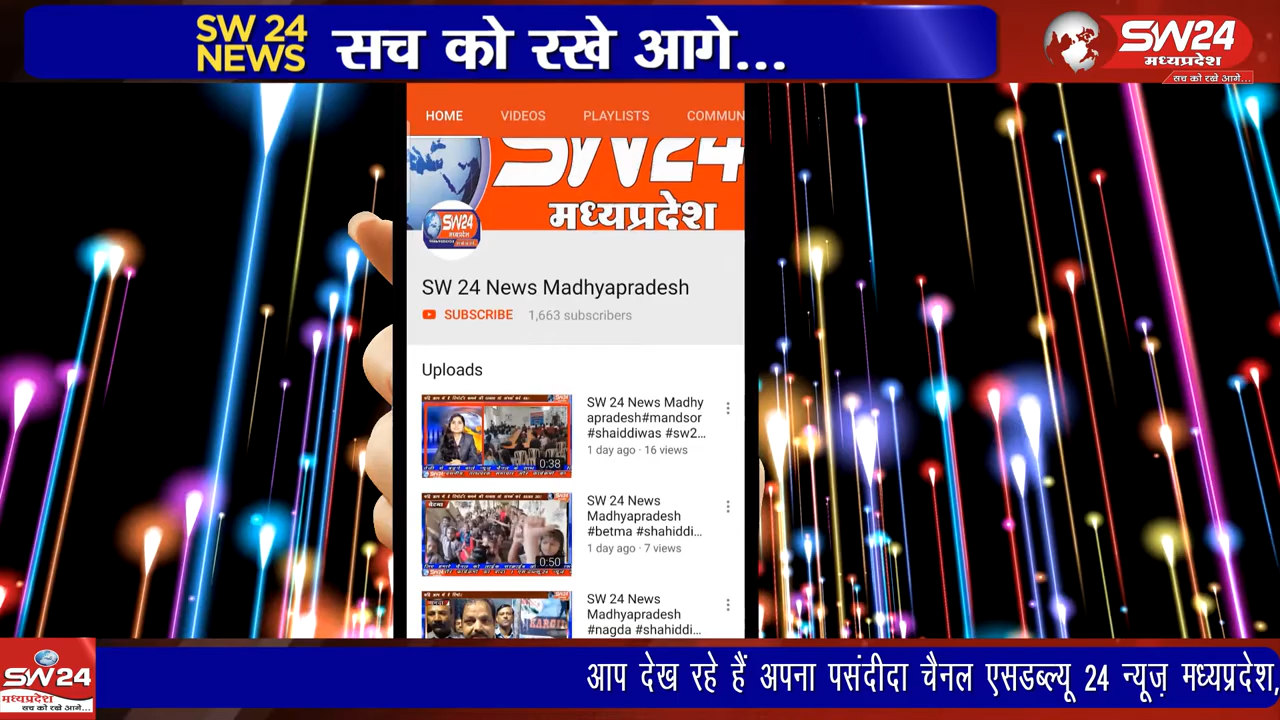 SW 24
NEWS
सच को रखे आगे...
SW24
मध्यप्रदेश
सच को रखे आगे...
HOME VIDEOS PLAYLISTS COMMUN
SW24
मध्यप्रदेश
SW24
SW 24 News Madhyapradesh
SUBSCRIBE 1,663 subscribers
Uploads
SW 24 News Madhy
apradesh#mandsor
#shaiddiwas #sw2...
1 day ago · 16 views
0:38
SW 24 News
Madhyapradesh
#betma #shahiddi...
1 day ago · 7 views
0:50
SW 24 News
Madhyapradesh
#nagda #shahiddi...
SW24
मध्यप्रदेश
सच को रखे आगे...
आप देख रहे हैं अपना पसंदीदा चैनल एसडब्ल्यू 24 न्यूज़ मध्यप्रदेश,